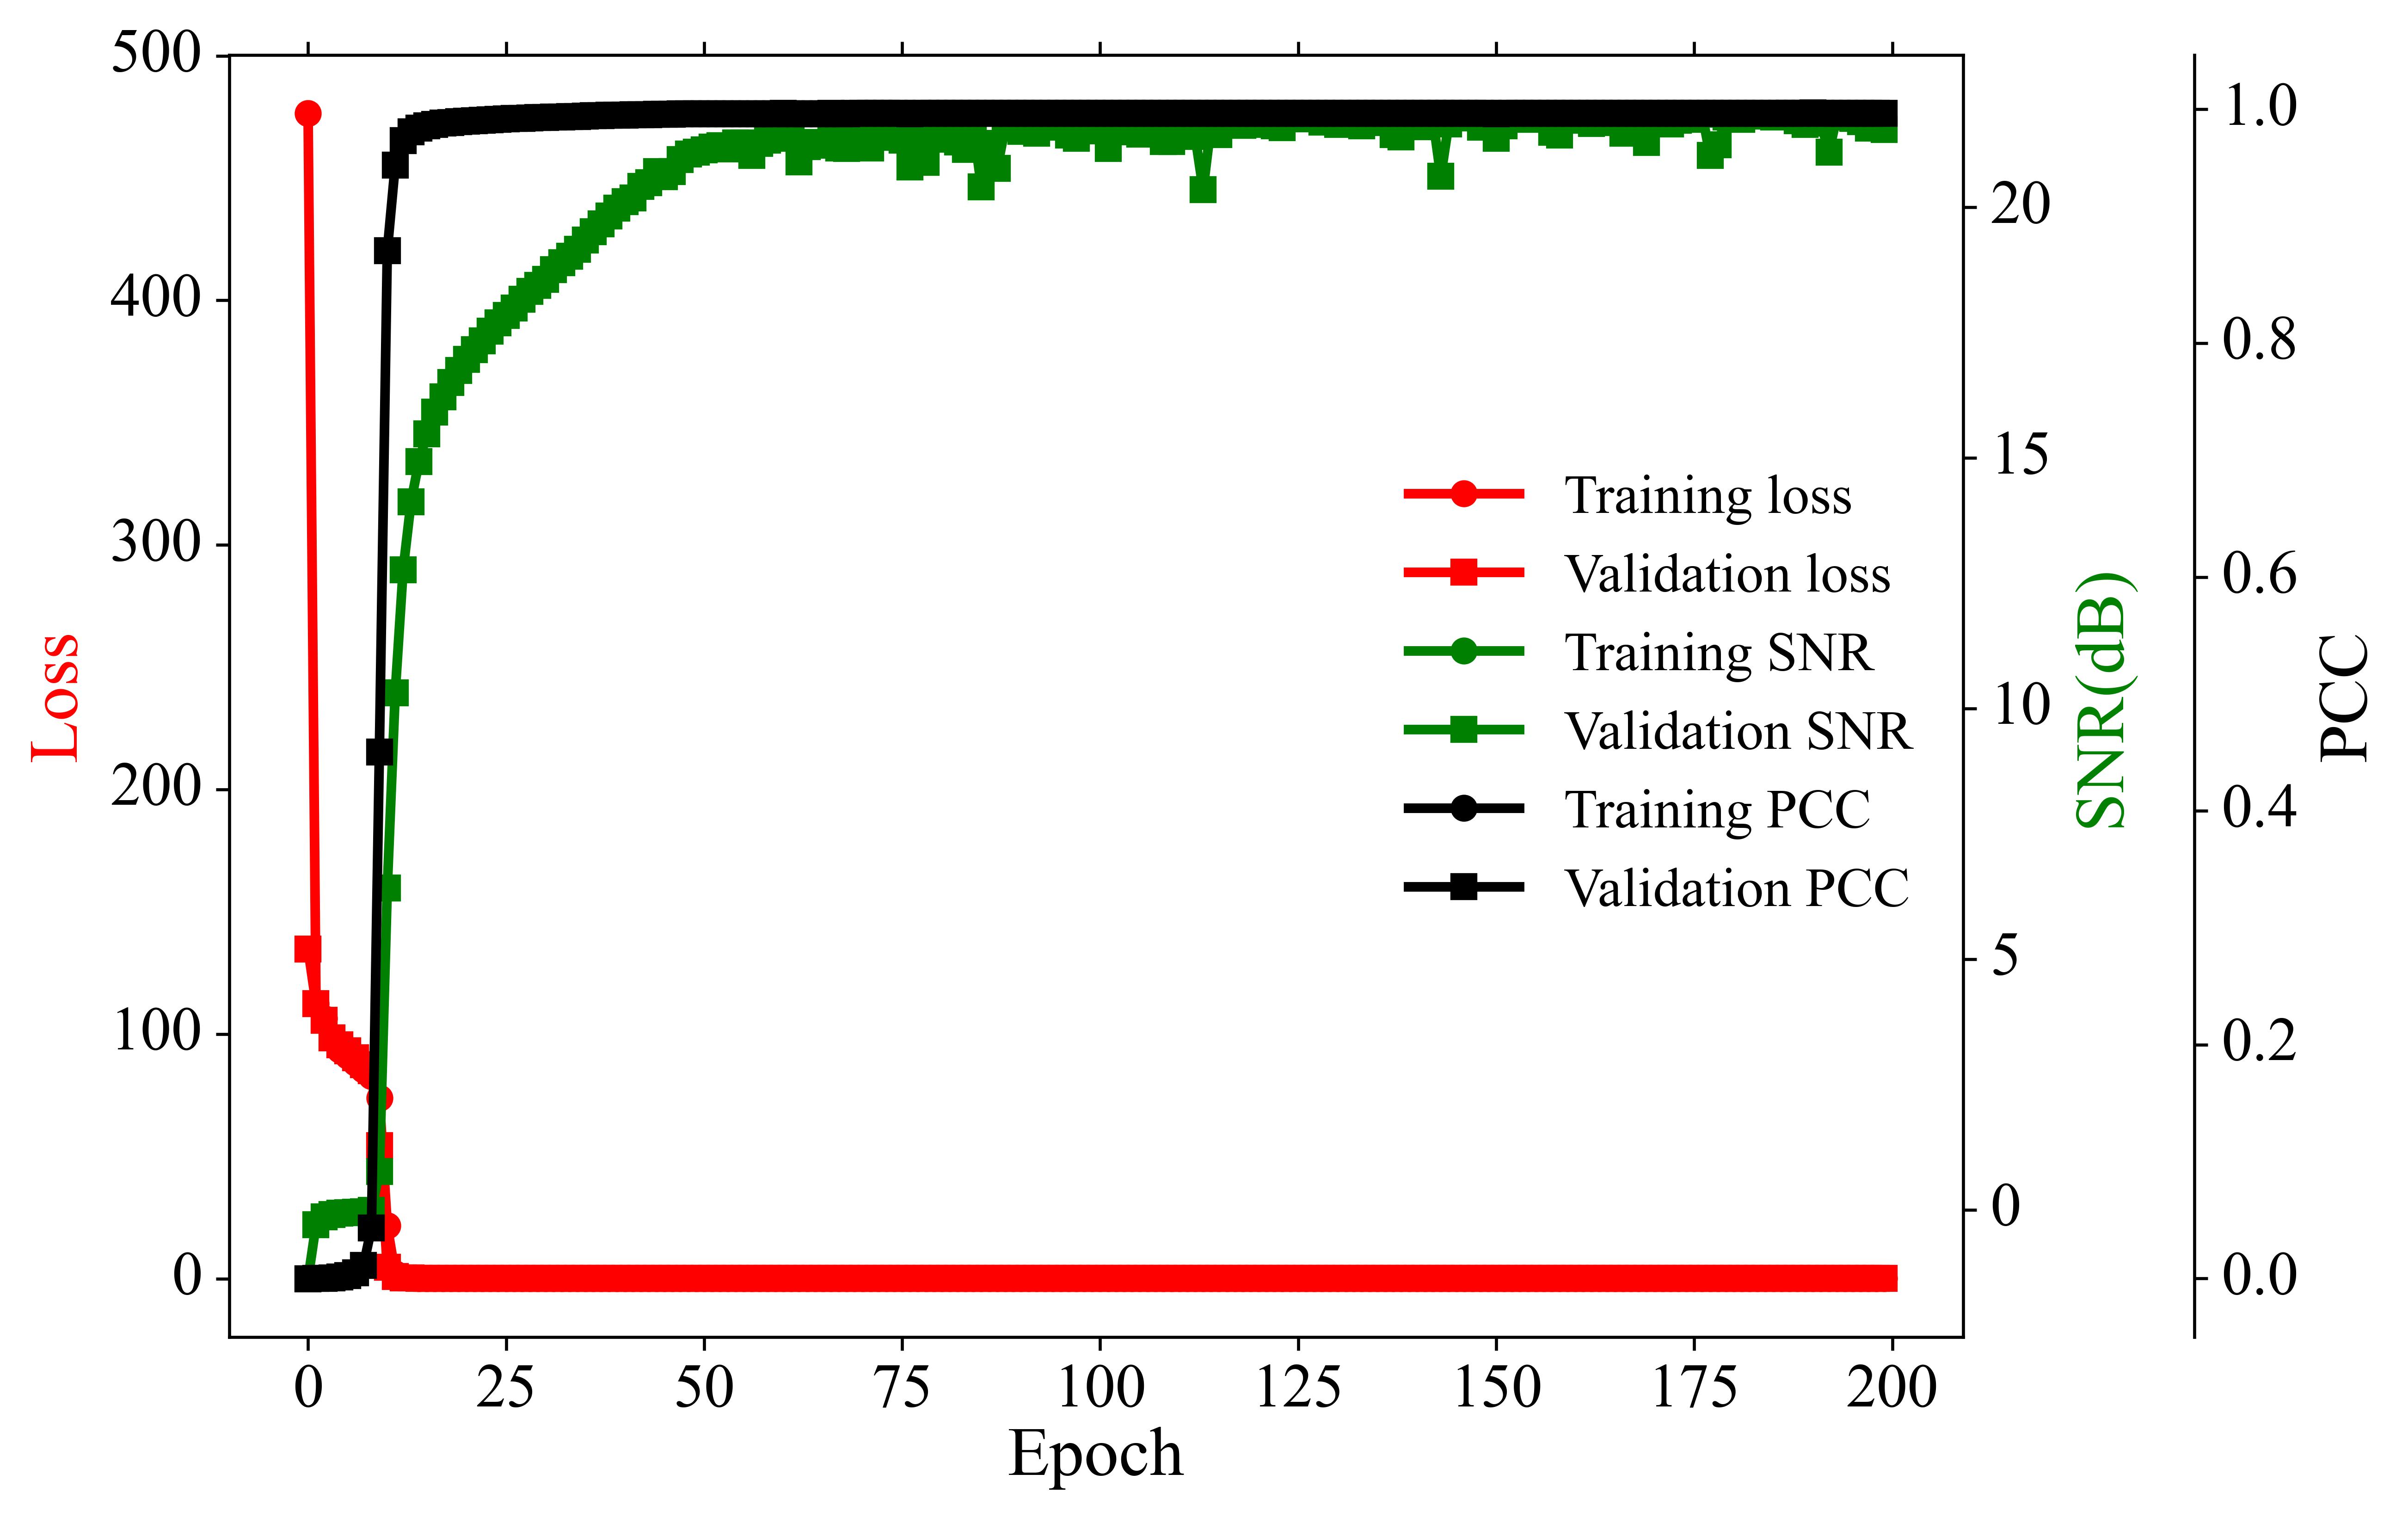 500
400
300
200
100
0
Loss
0 25 50 75 100 125 150 175 200
Epoch
Training loss
Validation loss
Training SNR
Validation SNR
Training PCC
Validation PCC
20
15
10
5
0
SNR(dB)
1.0
0.8
0.6
0.4
0.2
0.0
PCC